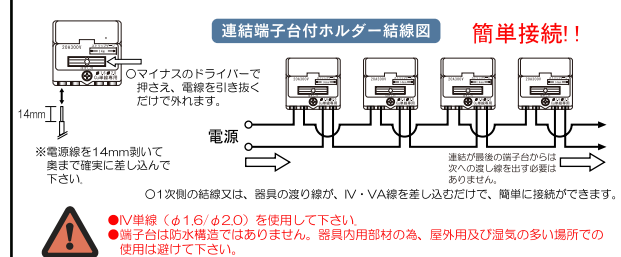 連結端子台付ホルダー結線図
簡単接続!!
20A300V
○マイナスのドライバーで
押さえ、電線を引き抜く
だけで外れます。
14mm
※電源線を14mm剥いて
奥まで確実に差し込んで
下さい。
20A300V
20A300V
20A300V
20A300V
電源
連結が最後の端子台からは
次への渡し線を出す必要は
ありません。
○1次側の結線又は、器具の渡り線が、IV・VA線を差し込むだけで、簡単に接続ができます。
●IV単線（φ1.6/φ2.0）を使用して下さい。
●端子台は防水構造ではありません。器具内用部材の為、屋外用及び湿気の多い場所での
使用は避けて下さい。